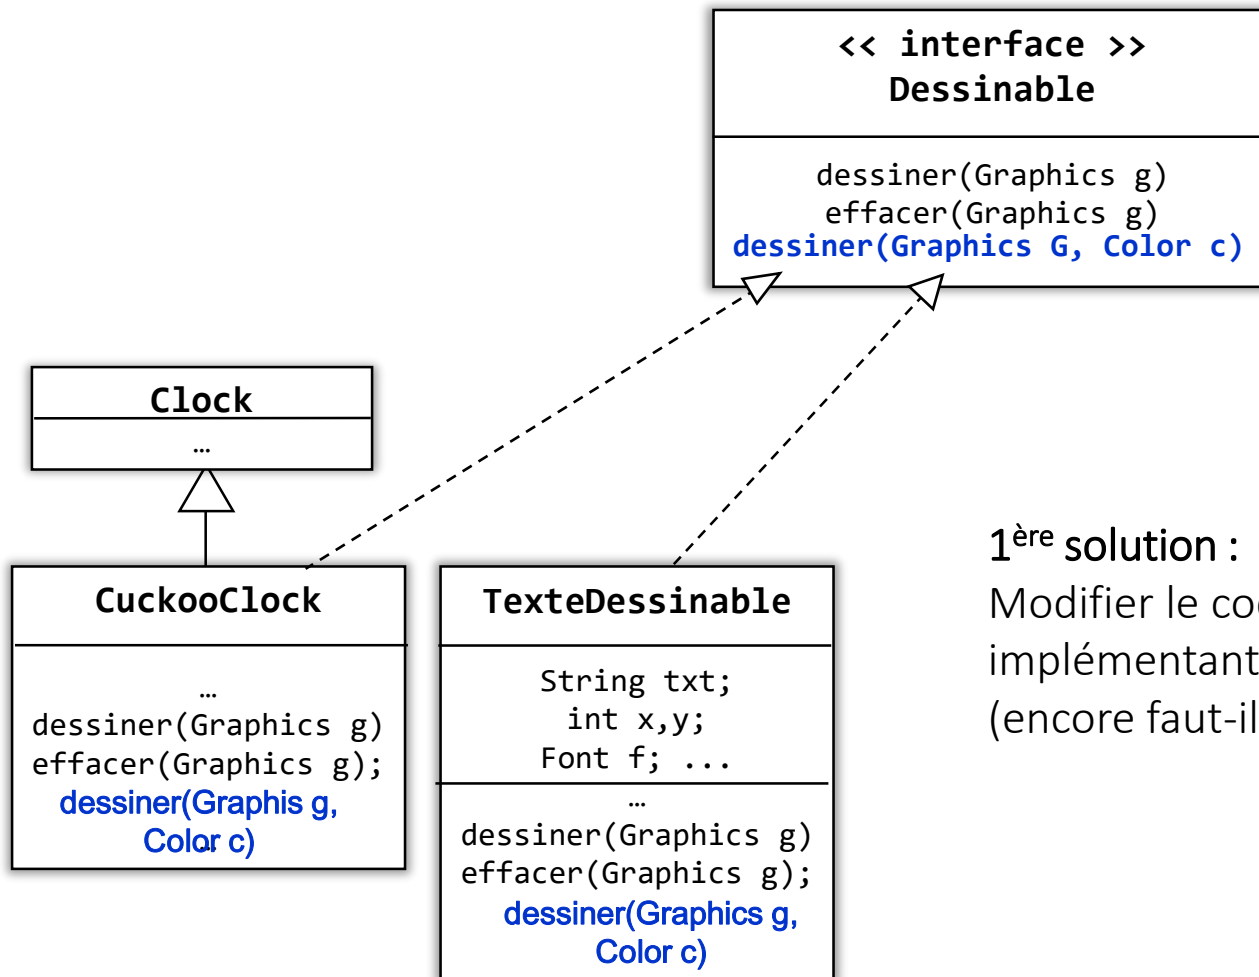 << interface >>
Dessinable
dessiner(Graphics g)
effacer(Graphics g)
dessiner(Graphics G, Color c)
Clock
…
CuckooClock
…
dessiner(Graphics g)
effacer(Graphics g);
dessiner(Graphis g,
Color c)
…
TexteDessinable
String txt;
int x,y;
Font f; ...
…
dessiner(Graphics g)
effacer(Graphics g);
dessiner(Graphics g,
Color c)
1ère solution :
Modifier le
implémentant
(encore faut-il